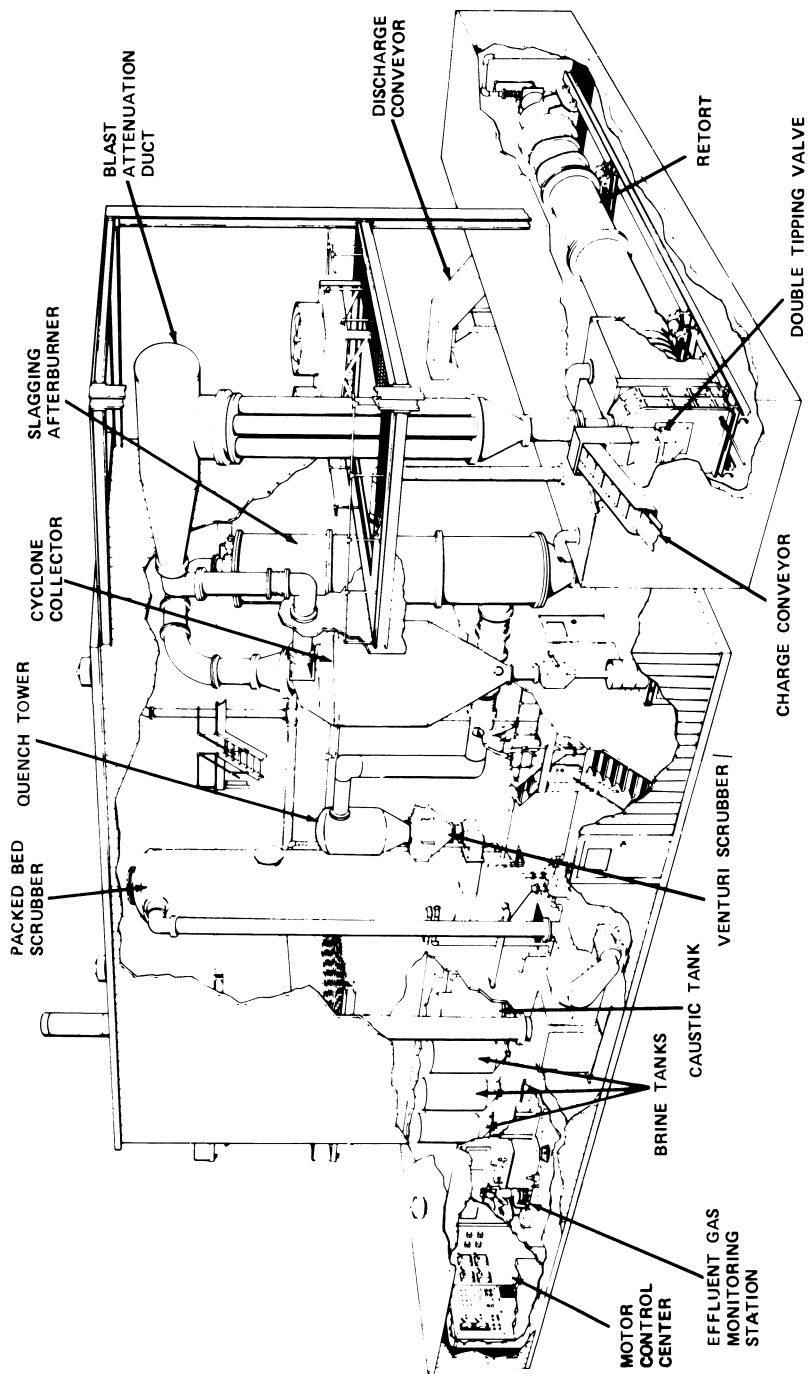 PACKED BED
SCRUBBER
QUENCH TOWER
CYCLONE
COLLECTOR
SLAGGING
AFTERBURNER
BLAST
ATTENUATION
DUCT
DISCHARGE
CONVEYOR
MOTOR
CONTROL
CENTER
EFFLUENT GAS
MONITORING
STATION
BRINE TANKS
CAUSTIC TANK
VENTURI SCRUBBER
CHARGE CONVEYOR
DOUBLE TIPPING VALVE
RETORT